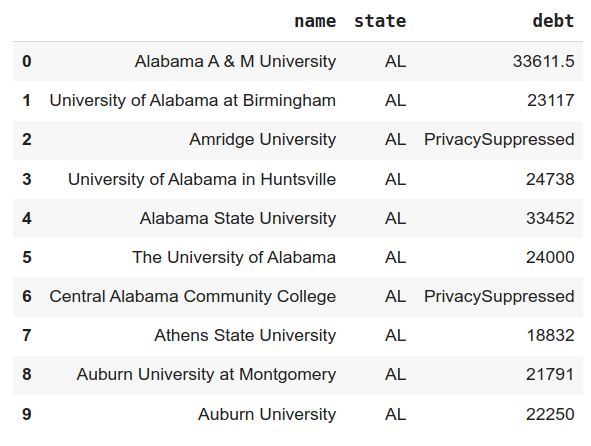 name state debt
0 Alabama A & M University AL 33611.5
1 University of Alabama at Birmingham AL 23117
2 Amridge University AL PrivacySuppressed
3 University of Alabama in Huntsville AL 24738
4 Alabama State University AL 33452
5 The University of Alabama AL 24000
6 Central Alabama Community College AL PrivacySuppressed
7 Athens State University AL 18832
8 Auburn University at Montgomery AL 21791
9 Auburn University AL 22250